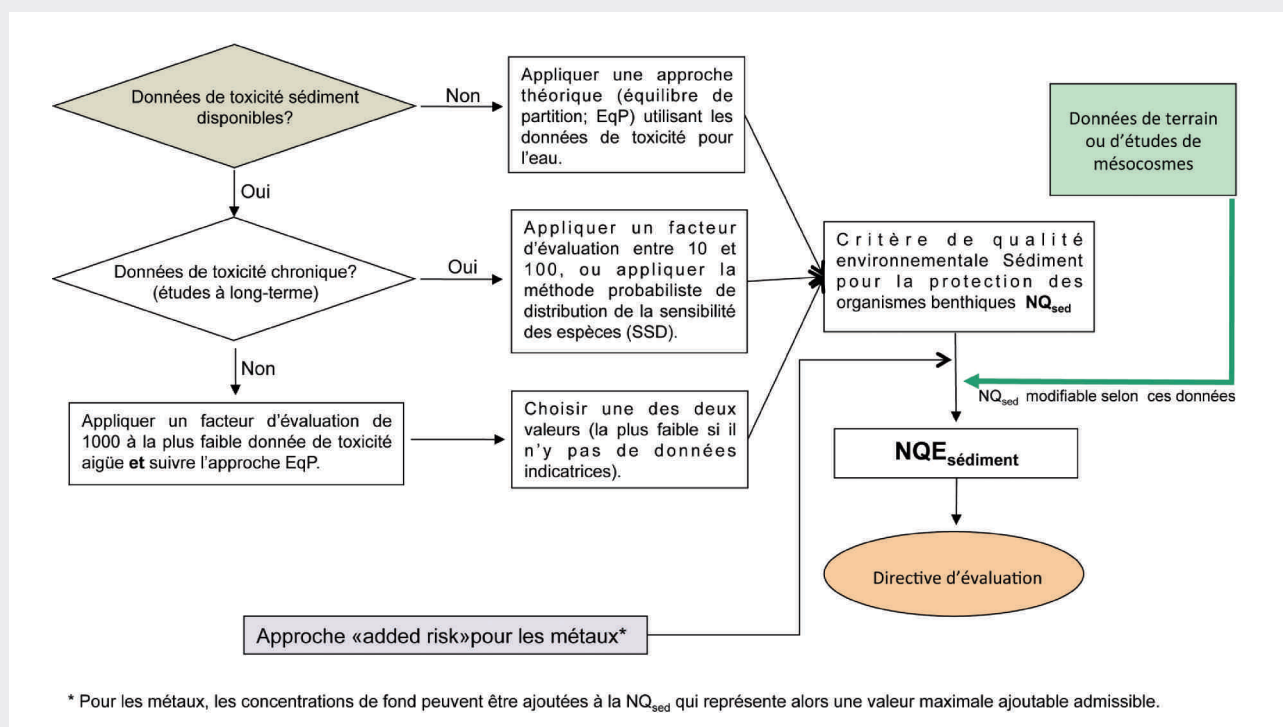 Données de toxicité sédiment
disponibles?
Non
Appliquer une approche
théorique (équilibre de
partition; EqP) utilisant les
données de toxicité pour
l'eau.
Données de terrain
ou d'études de
mésocosmes
Oui
Données de toxicité chronique?
(études à long-terme)
Oui
Appliquer un facteur
d'évaluation entre 10 et
100, ou appliquer la
méthode probabiliste de
distribution de la sensibilité
des espèces (SSD).
Critère de qualité
environnementale Sédiment
pour la protection des
organismes benthiques NQsed
Non
NQsed modifiable selon ces données
Appliquer un facteur d'évaluation de
1000 à la plus faible donnée de toxicité
aigüe et suivre l'approche EqP.
Choisir une des deux
valeurs (la plus faible si il
n'y pas de données
indicatrices).
NQEsédiment
Directive d'évaluation
Approche «added risk»pour les métaux*
* Pour les métaux, les concentrations de fond peuvent être ajoutées à la NQsed qui représente alors une valeur maximale ajoutable admissible.